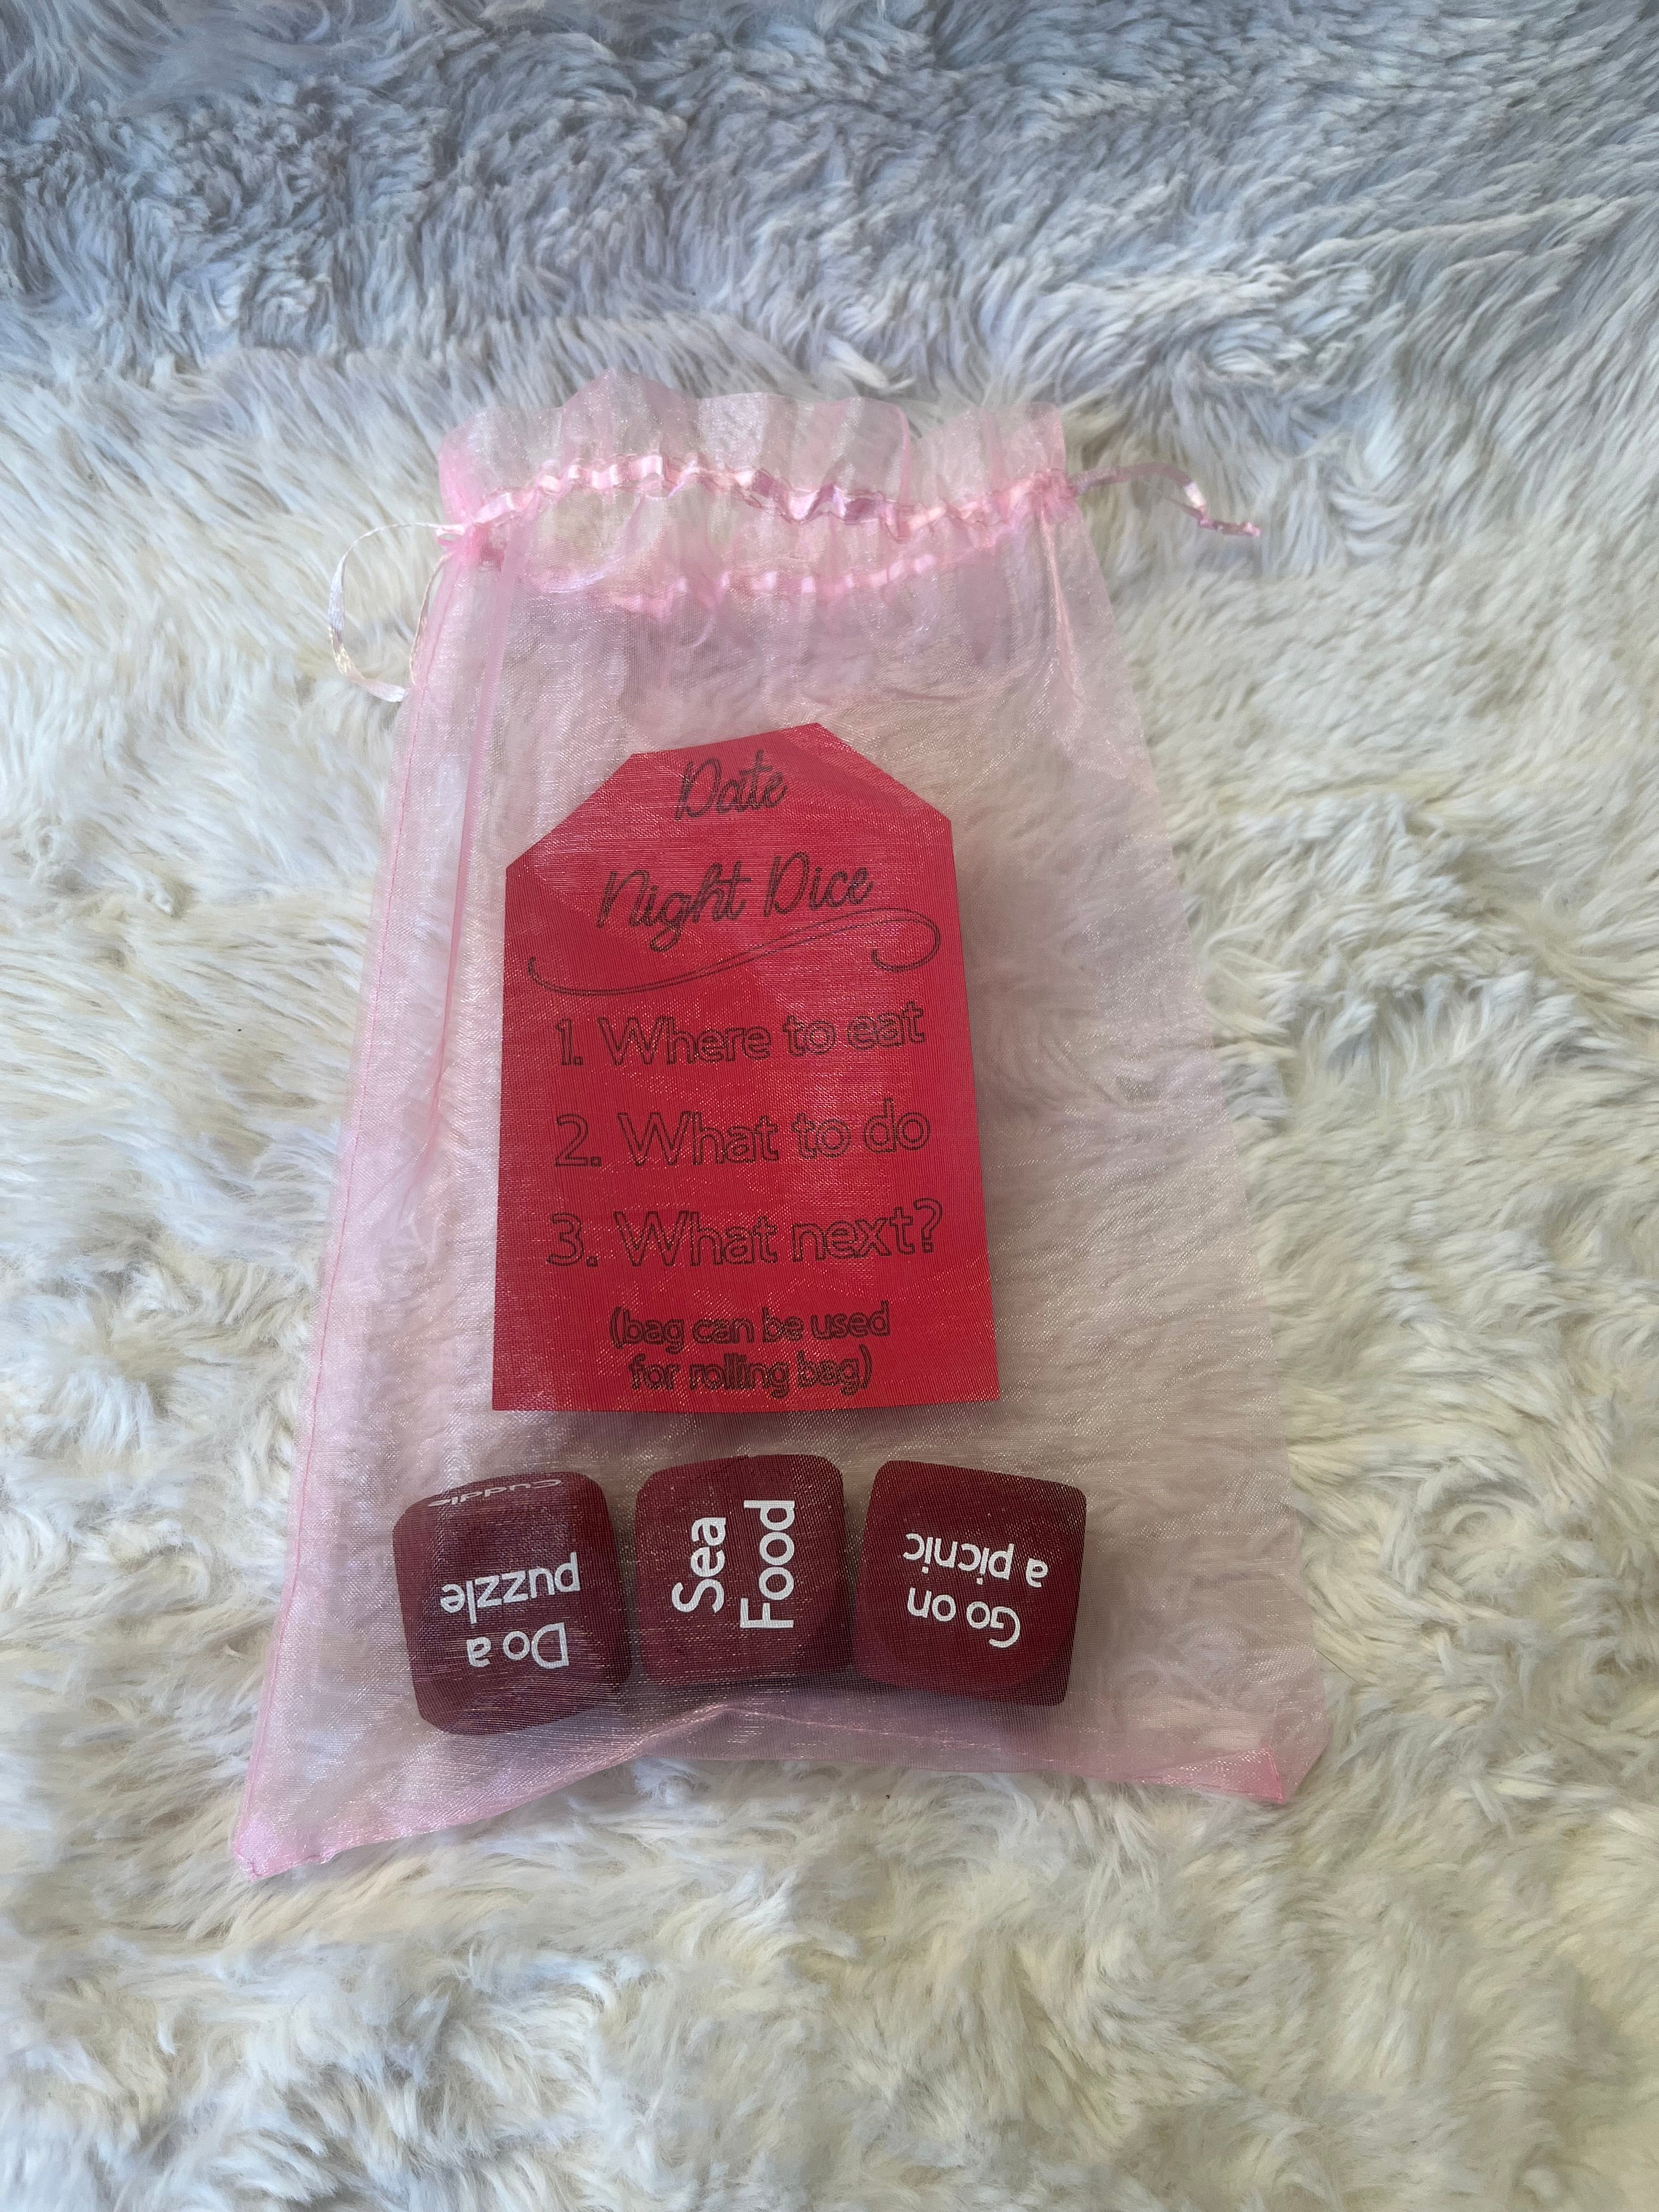 Date
Night Dice
1. Where to eat
2. What to do
3. What next?
(bag can be used
for rolling bag)
Cuddle
Do a
puzzle
Sea
Food
Go on
a picnic